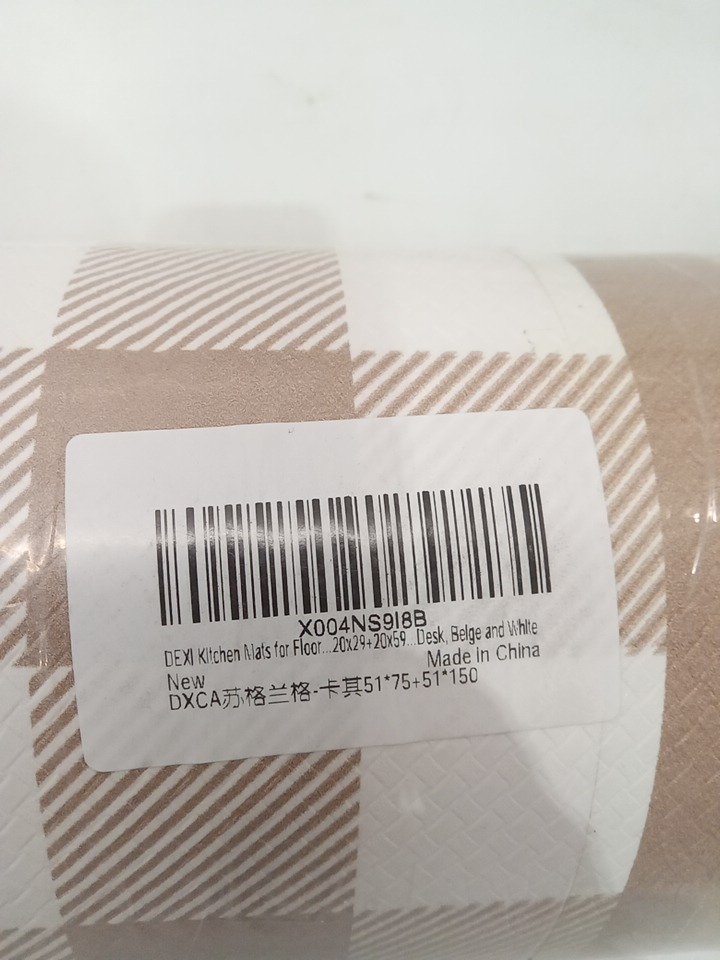 X004NS9I8B
DEXI Kitchen Mats for Floor...20x29+20x59...Desk, Beige and White
New
Made In China
DXCA苏格兰格-卡其51*75+51*150